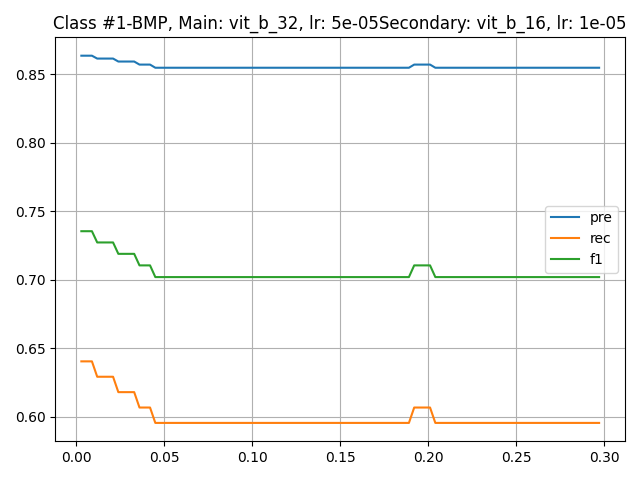 Class #1-BMP, Main: vit_b_32, lr: 5e-05Secondary: vit_b_16, lr: 1e-05
0.85
0.80
0.75
0.70
0.65
0.60
pre
rec
f1
0.00 0.05 0.10 0.15 0.20 0.25 0.30